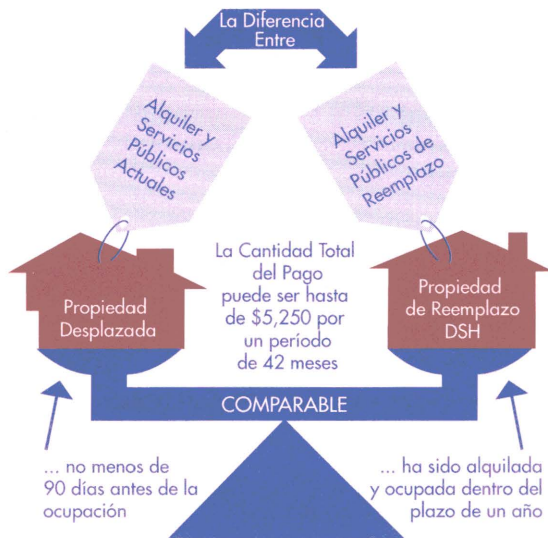 La Diferencia
Entre
Alquiler y
Servicios
Públicos
Actuales
Alquiler y
Servicios
Públicos de
Reemplazo
La Cantidad Total
del Pago
puede ser hasta
de $5,250 por
un período
de 42 meses
Propiedad
Desplazada
Propiedad
de Reemplazo
DSH
COMPARABLE
... no menos de
90 días antes de la
ocupación
... ha sido alquilada
y ocupada dentro del
plazo de un año